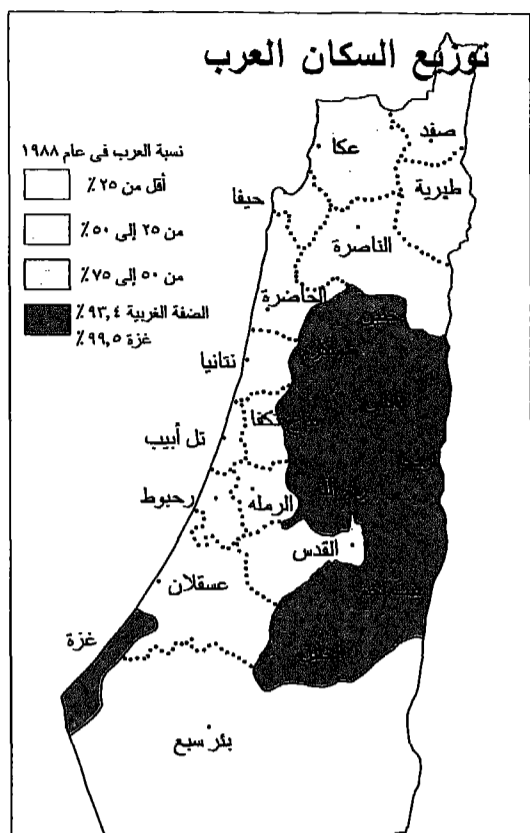 توزيع السكان العرب
نسبة العرب فى عام ١٩٨٨
أقل من ٢٥٪
من ٢٥ إلى ٥٠٪
من ٥٠ إلى ٧٥٪
الضفة الغربية ٩٣,٤٪
غزة ٩٩,٥٪
صفد
عكا
طبرية
حيفا
الناصرة
الخاضرة
جنين
نتانيا
تل أبيب
رحبوط
الرمله
القدس
عسقلان
غزة
بئر سبع